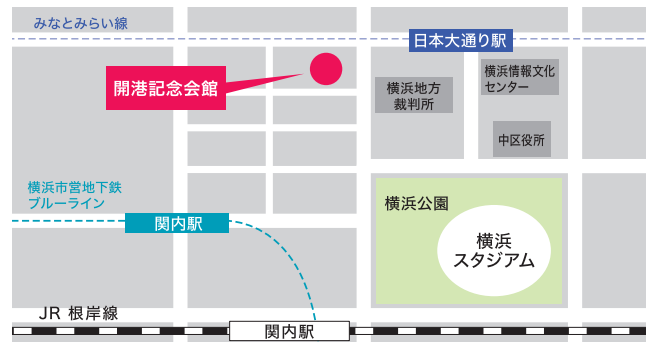 みなとみらい線
日本大通り駅
開港記念会館
横浜地方
裁判所
横浜情報文化
センター
中区役所
横浜市営地下鉄
ブルーライン
関内駅
横浜公園
横浜
スタジアム
JR 根岸線
関内駅